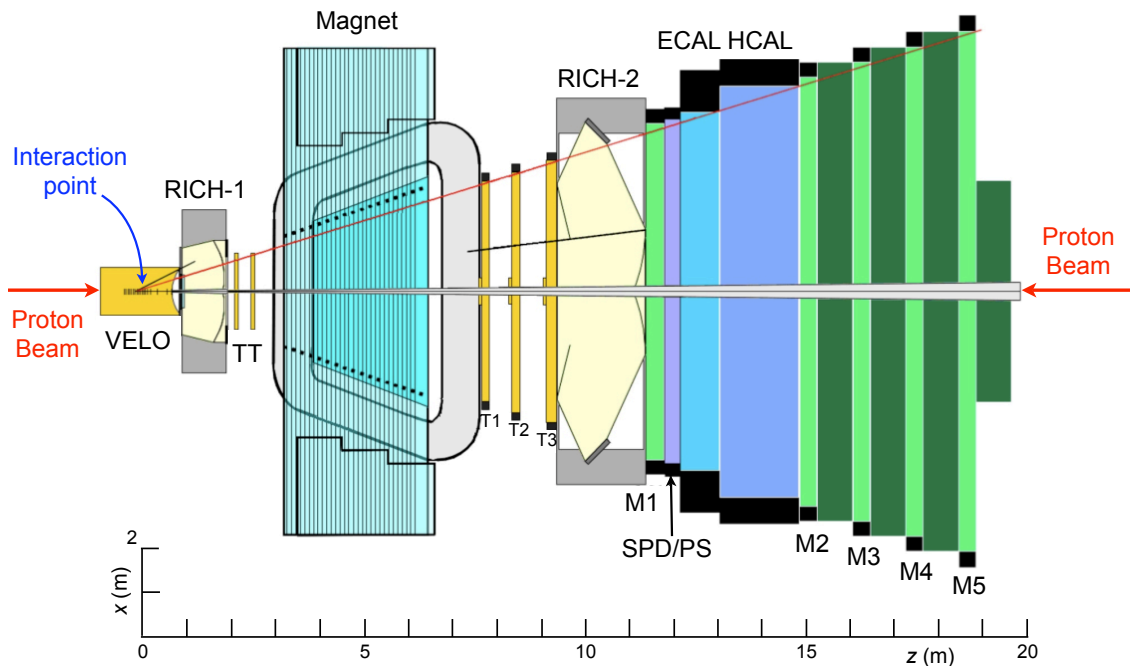 Magnet
ECAL HCAL
RICH-2
Interaction
point
RICH-1
Proton
Beam
Proton
Beam
VELO
TT
T1
T2
T3
M1
SPD/PS
M2
M3
M4
M5
2
x (m)
0
5
10
15
z (m)
20